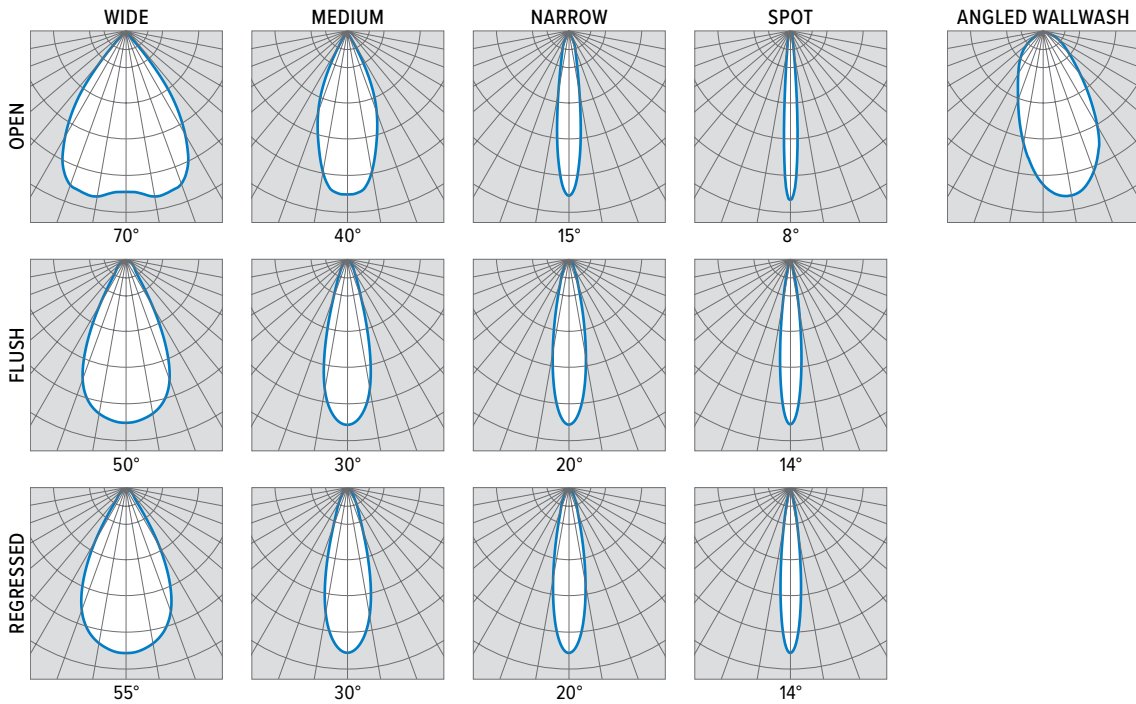 WIDE MEDIUM NARROW SPOT ANGLED WALLWASH
OPEN
70° 40° 15° 8°
FLUSH
50° 30° 20° 14°
REGRESSED
55° 30° 20° 14°